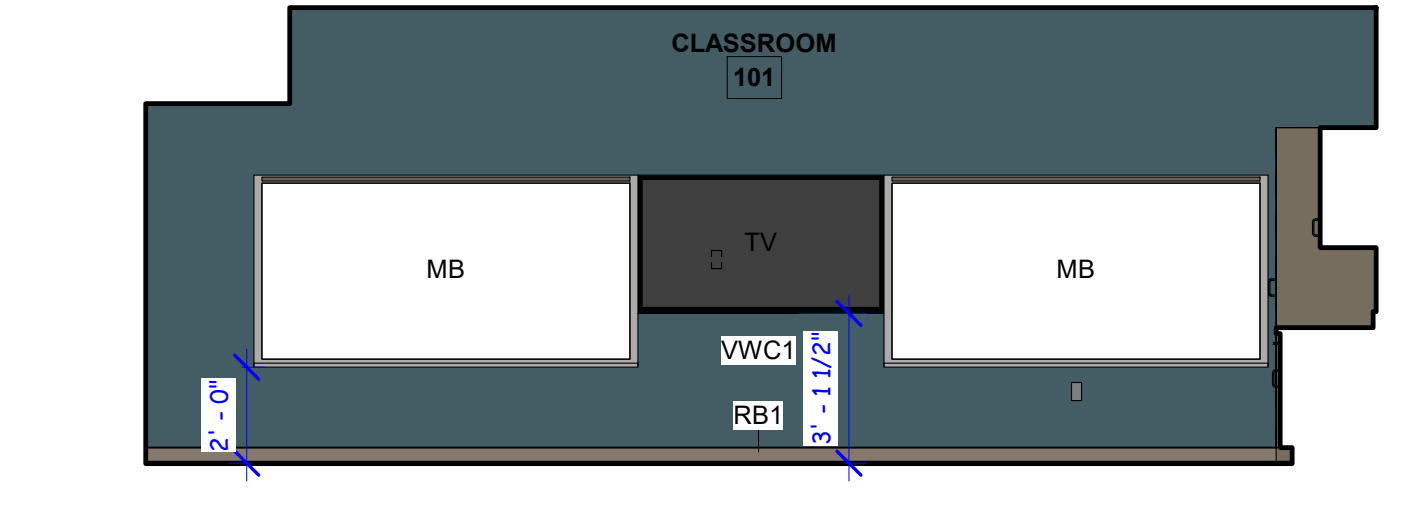 CLASSROOM
101
MB
TV
MB
VWC1
2' - 0"
RB1
3' - 1 1/2"